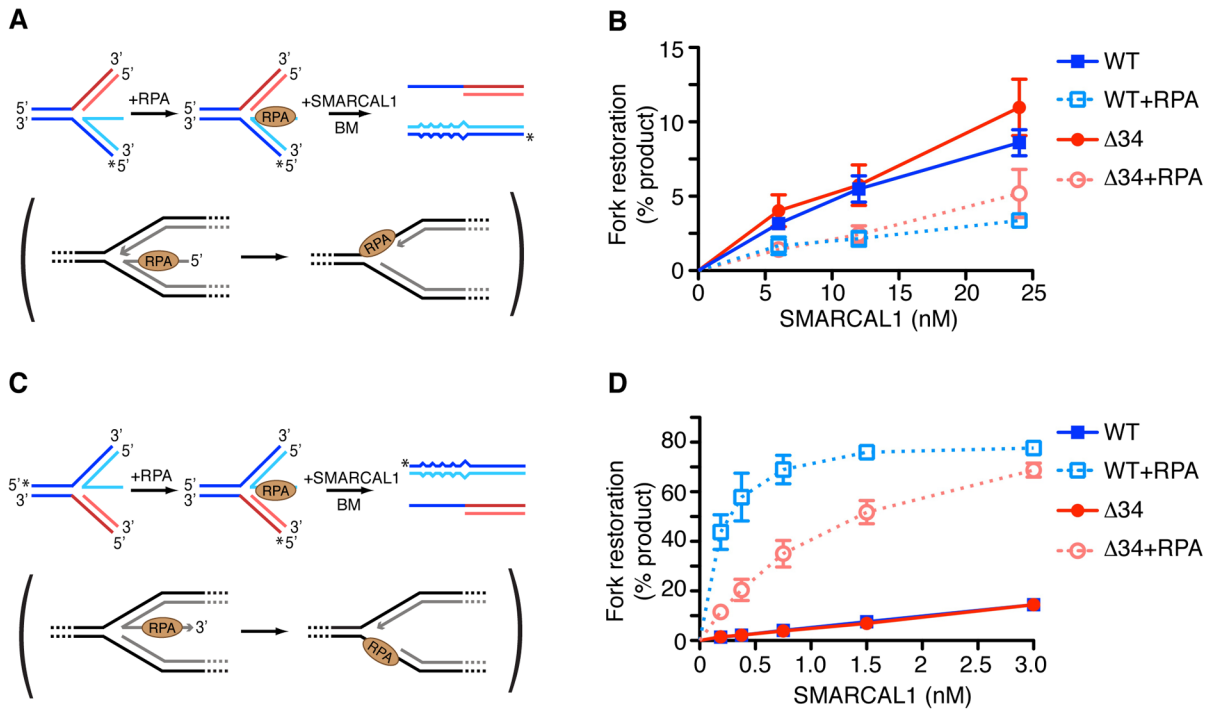 A
3'
5'
5'
3'
3'
*5'
+RPA
3'
5'
5'
3'
RPA
3'
*5'
+SMARCAL1
BM
*
RPA
5'
RPA
B
15
10
5
0
0
5
10
15
20
25
Fork restoration
(% product)
SMARCAL1 (nM)
WT
WT+RPA
Δ34
Δ34+RPA
C
3'
5'
5'*
3'
3'
5'
+RPA
3'
5'
5'
3'
RPA
3'
*5'
+SMARCAL1
BM
*
RPA
3'
RPA
D
80
60
40
20
0
0
0.5
1.0
1.5
2.0
2.5
3.0
Fork restoration
(% product)
SMARCAL1 (nM)
WT
WT+RPA
Δ34
Δ34+RPA